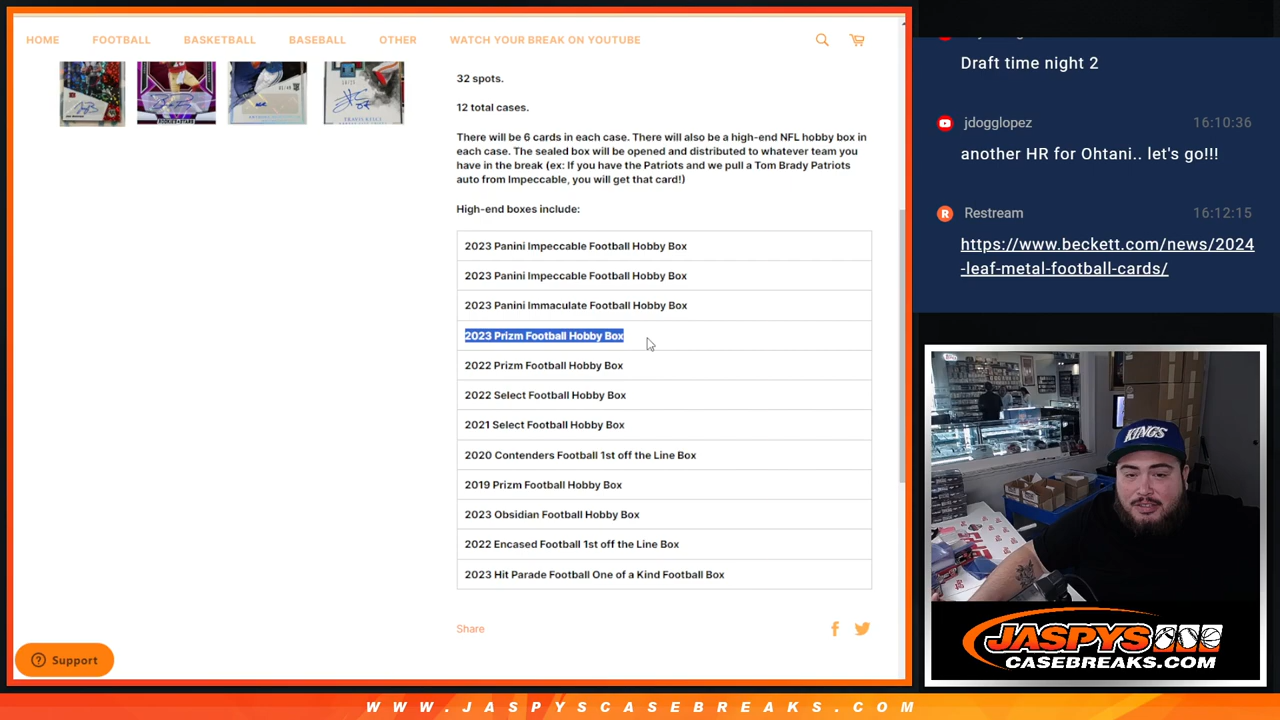 HOME
FOOTBALL
BASKETBALL
BASEBALL
OTHER
WATCH YOUR BREAK ON YOUTUBE
32 spots.
12 total cases.
There will be 6 cards in each case. There will also be a high-end NFL hobby box in
each case. The sealed box will be opened and distributed to whatever team you
have in the break (ex: If you have the Patriots and we pull a Tom Brady Patriots
auto from Impeccable, you will get that card!)
High-end boxes include:
2023 Panini Impeccable Football Hobby Box
2023 Panini Impeccable Football Hobby Box
2023 Panini Immaculate Football Hobby Box
2023 Prizm Football Hobby Box
2022 Prizm Football Hobby Box
2022 Select Football Hobby Box
2021 Select Football Hobby Box
2020 Contenders Football 1st off the Line Box
2019 Prizm Football Hobby Box
2023 Obsidian Football Hobby Box
2022 Encased Football 1st off the Line Box
2023 Hit Parade Football One of a Kind Football Box
Share
Support
Draft time night 2
jdogglopez
16:10:36
another HR for Ohtani.. let's go!!!
Restream
16:12:15
https://www.beckett.com/news/2024
-leaf-metal-football-cards/
KINGS
JASPYS
CASEBREAKS.COM
WWW.JASPYSCASEBREAKS.COM